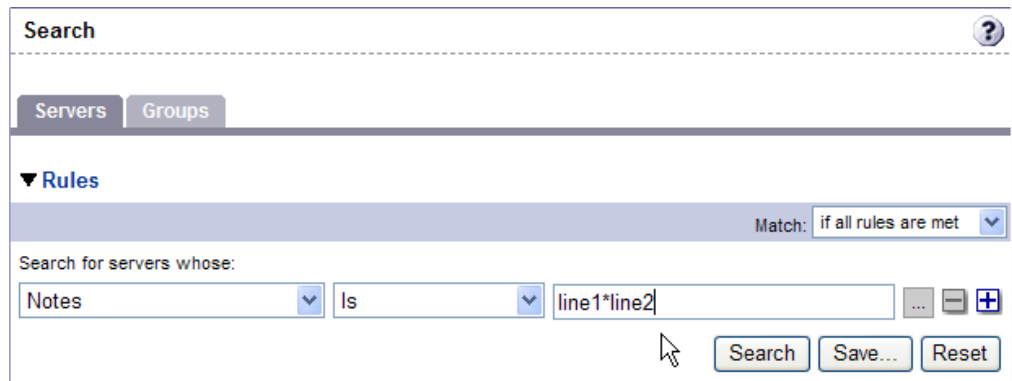 Search ?
Servers Groups
Rules
Match: if all rules are met
Search for servers whose:
Notes Is line1*line2 ...
Search Save... Reset